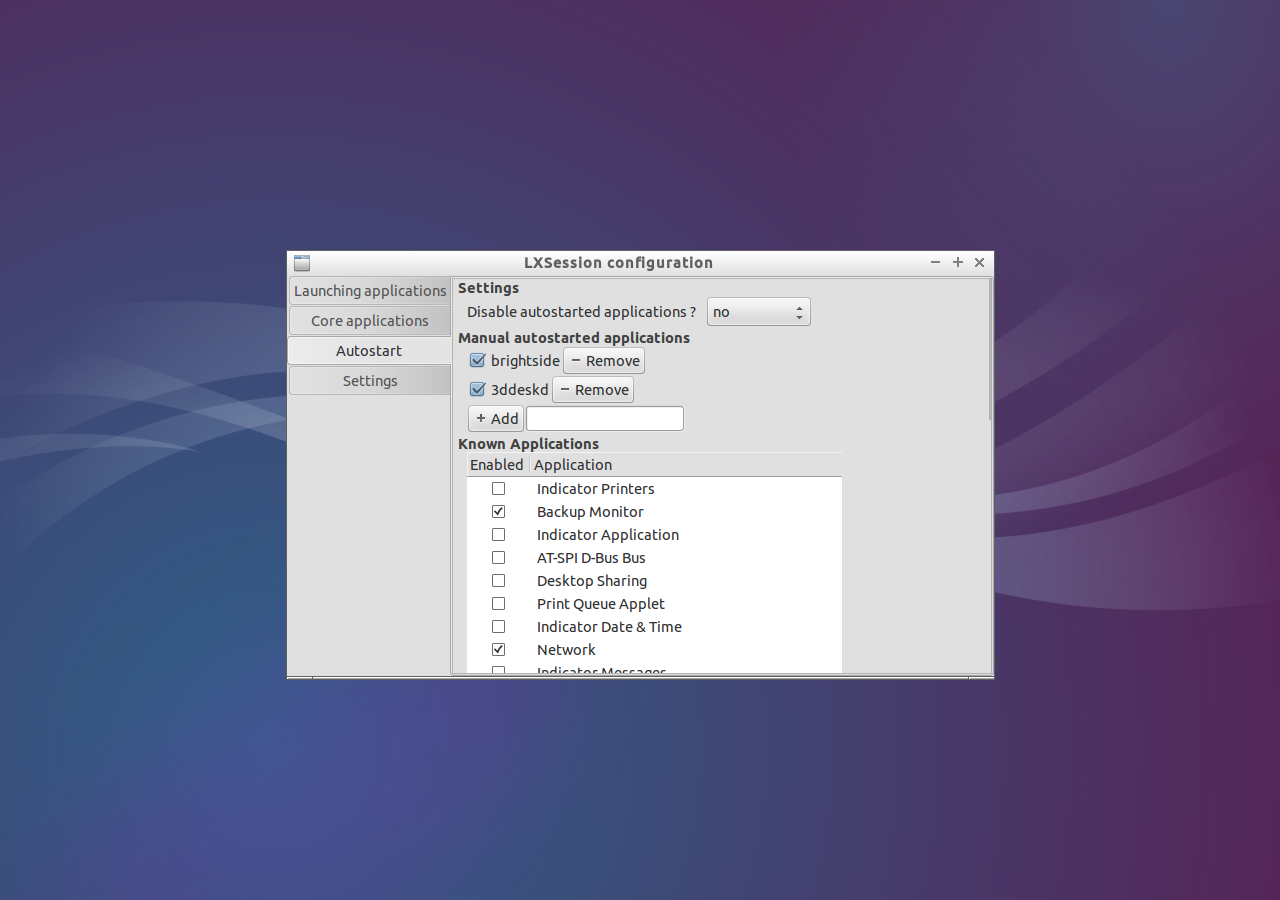 LXSession configuration
Launching applications
Core applications
Autostart
Settings
Settings
Disable autostarted applications ? no
Manual autostarted applications
brightside Remove
3ddeskd Remove
Add
Known Applications
Enabled Application
Indicator Printers
Backup Monitor
Indicator Application
AT-SPI D-Bus Bus
Desktop Sharing
Print Queue Applet
Indicator Date & Time
Network
Indicator Messages